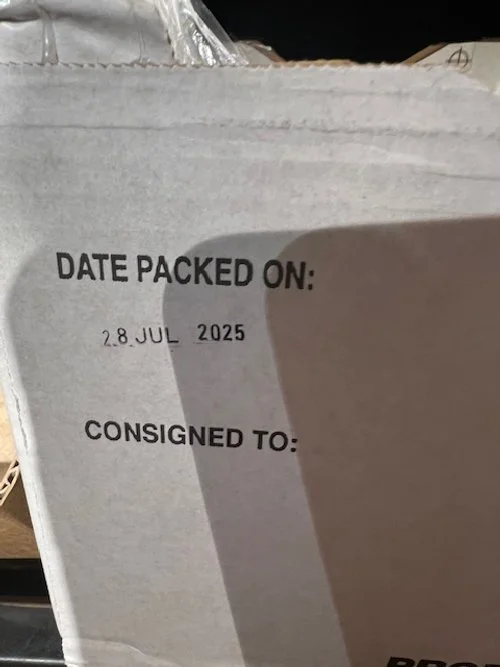 DATE PACKED ON:
28 JUL 2025
CONSIGNED TO: